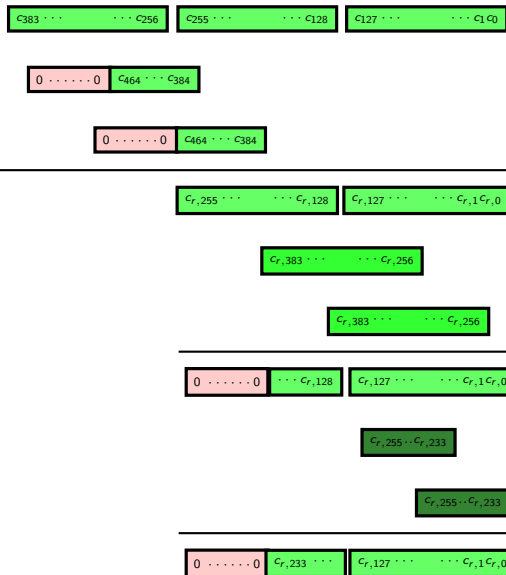 c383 ··· ··· c256 c255 ··· ··· c128 c127 ··· ··· c1 c0
0 ······ 0 c464 ··· c384
0 ······ 0 c464 ··· c384
cr,255 ··· ··· cr,128 cr,127 ··· ··· cr,1 cr,0
cr,383 ··· ··· cr,256
cr,383 ··· ··· cr,256
0 ······ 0 ··· cr,128 cr,127 ··· ··· cr,1 cr,0
cr,255 ·· cr,233
cr,255 ·· cr,233
0 ······ 0 cr,233 ··· cr,127 ··· ··· cr,1 cr,0